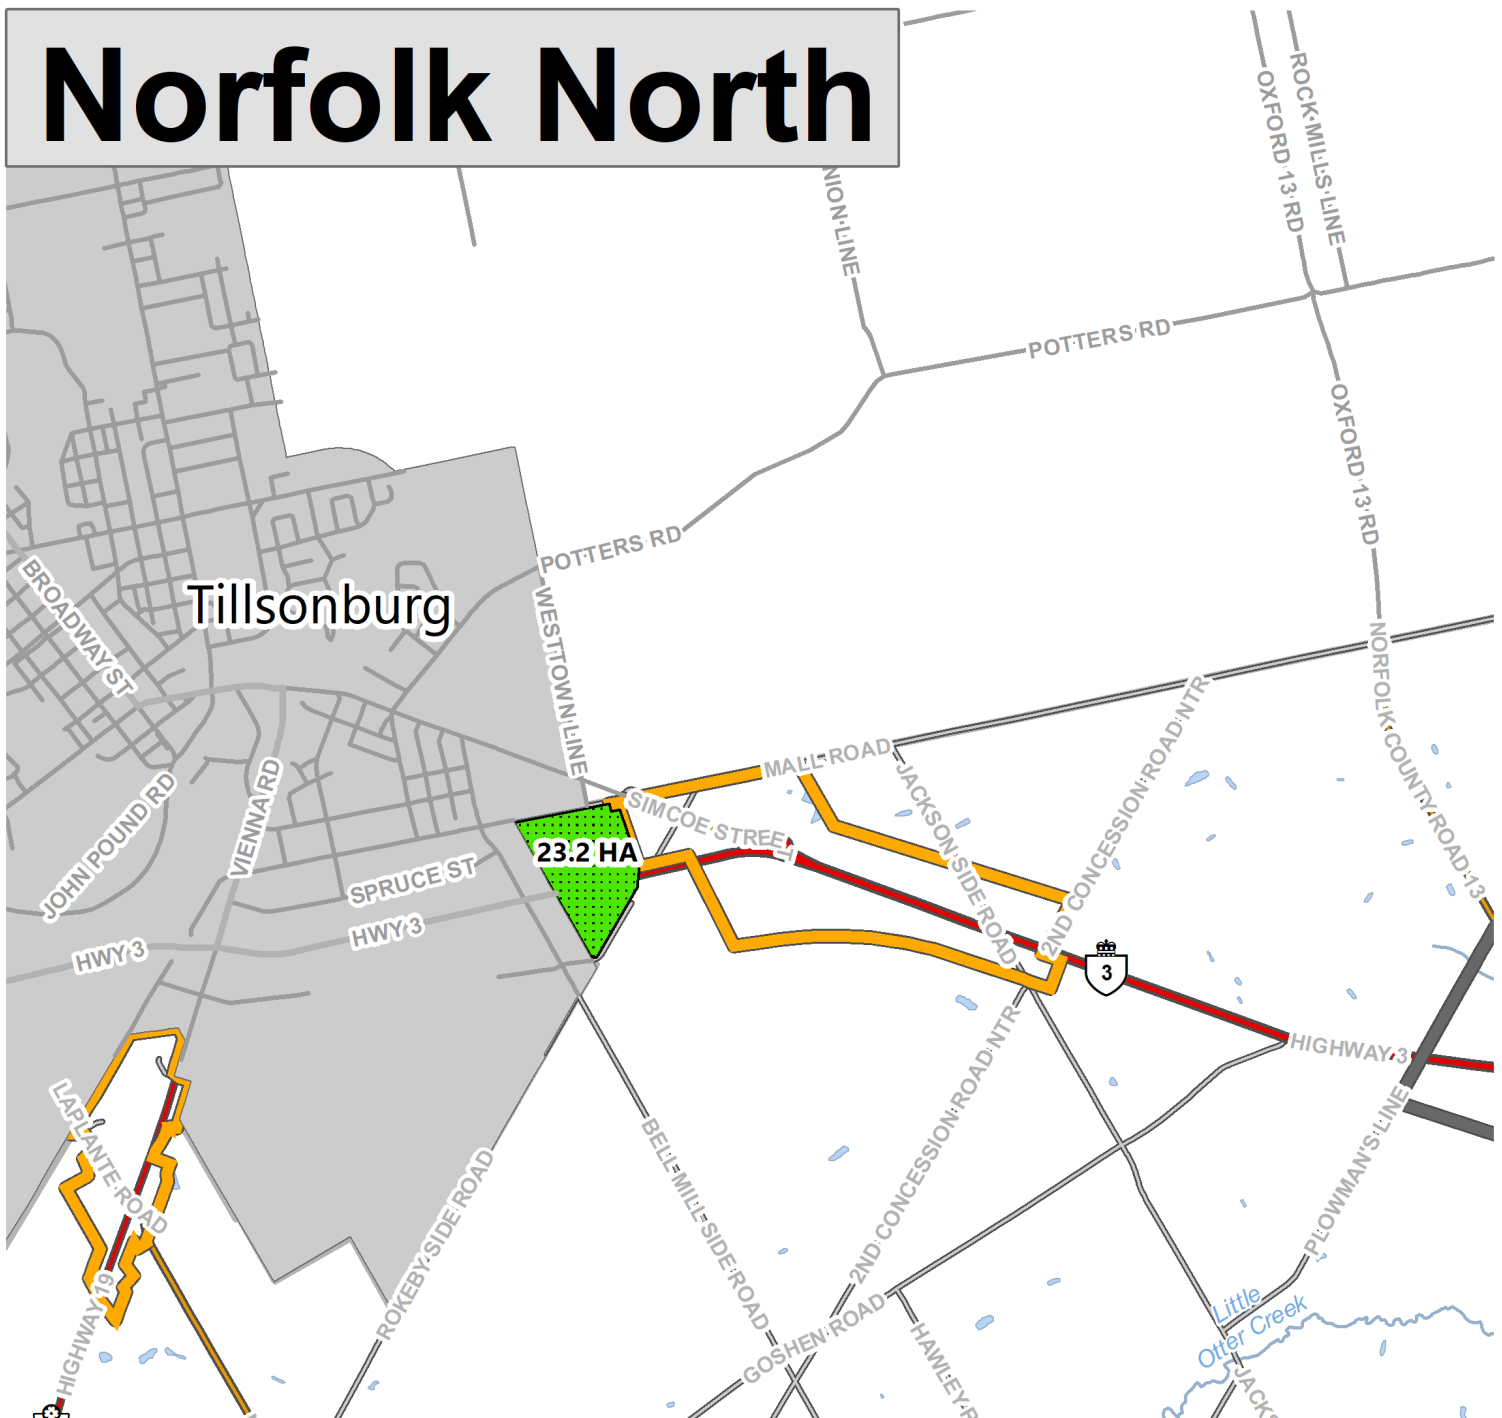 Norfolk North
NION LINE
OXFORD 13 RD
ROCK MILLS LINE
POTTERS RD
OXFORD 13 RD
POTTERS RD
BROADWAY ST
Tillsonburg
WESTTOWN LINE
NORFOLK COUNTY ROAD 13
2ND CONCESSION ROAD NTR
MALL ROAD
JACKSON SIDE ROAD
SIMCOE STREET
JOHN POUND RD
VIENNA RD
SPRUCE ST
23.2 HA
HWY 3
HWY 3
3
HIGHWAY 3
LAPLANTE ROAD
HIGHWAY 19
ROKEBY SIDE ROAD
BELL MILL SIDE ROAD
2ND CONCESSION ROAD NTR
PLOWMAN'S LINE
GOSHEN ROAD
HAWLEY R
Little
Otter Creek
JACKS